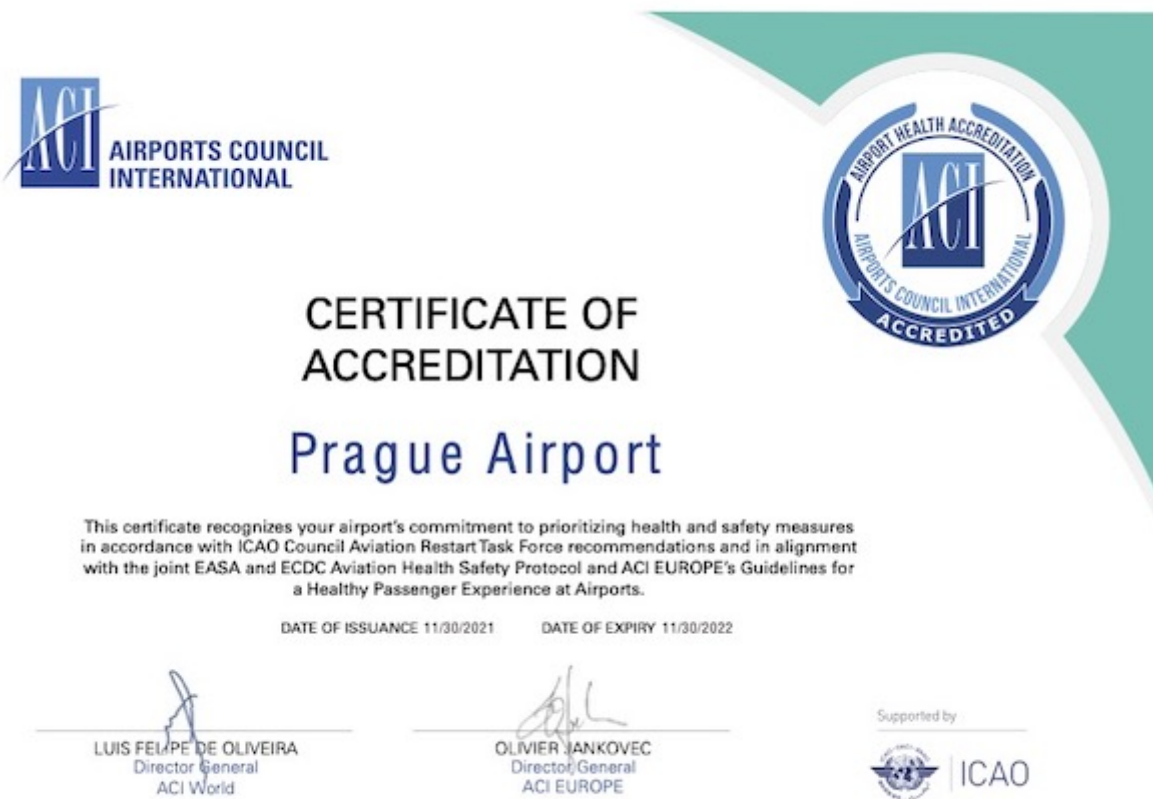 ACI
AIRPORTS COUNCIL
INTERNATIONAL
AIRPORT HEALTH ACCREDITATION
ACI
AIRPORTS COUNCIL INTERNATIONAL
ACCREDITED
CERTIFICATE OF
ACCREDITATION
Prague Airport
This certificate recognizes your airport's commitment to prioritizing health and safety measures
in accordance with ICAO Council Aviation Restart Task Force recommendations and in alignment
with the joint EASA and ECDC Aviation Health Safety Protocol and ACI EUROPE's Guidelines for
a Healthy Passenger Experience at Airports.
DATE OF ISSUANCE 11/30/2021 DATE OF EXPIRY 11/30/2022
LUIS FELIPE DE OLIVEIRA
Director General
ACI World
OLIVIER JANKOVEC
Director General
ACI EUROPE
Supported by
ICAO